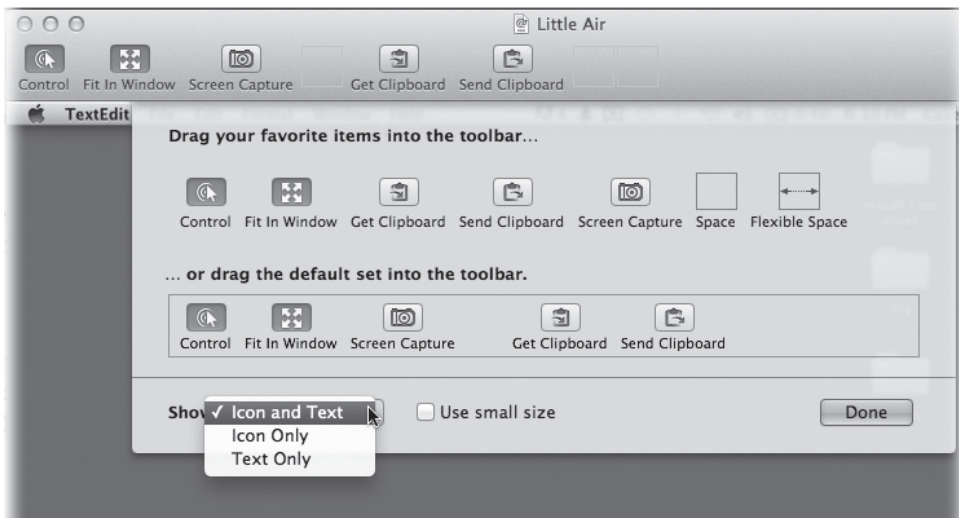 Little Air
Control Fit In Window Screen Capture Get Clipboard Send Clipboard
TextEdit
Drag your favorite items into the toolbar...
Control Fit In Window Get Clipboard Send Clipboard Screen Capture Space Flexible Space
... or drag the default set into the toolbar.
Control Fit In Window Screen Capture Get Clipboard Send Clipboard
Show ✓ Icon and Text Use small size Done
Icon Only
Text Only